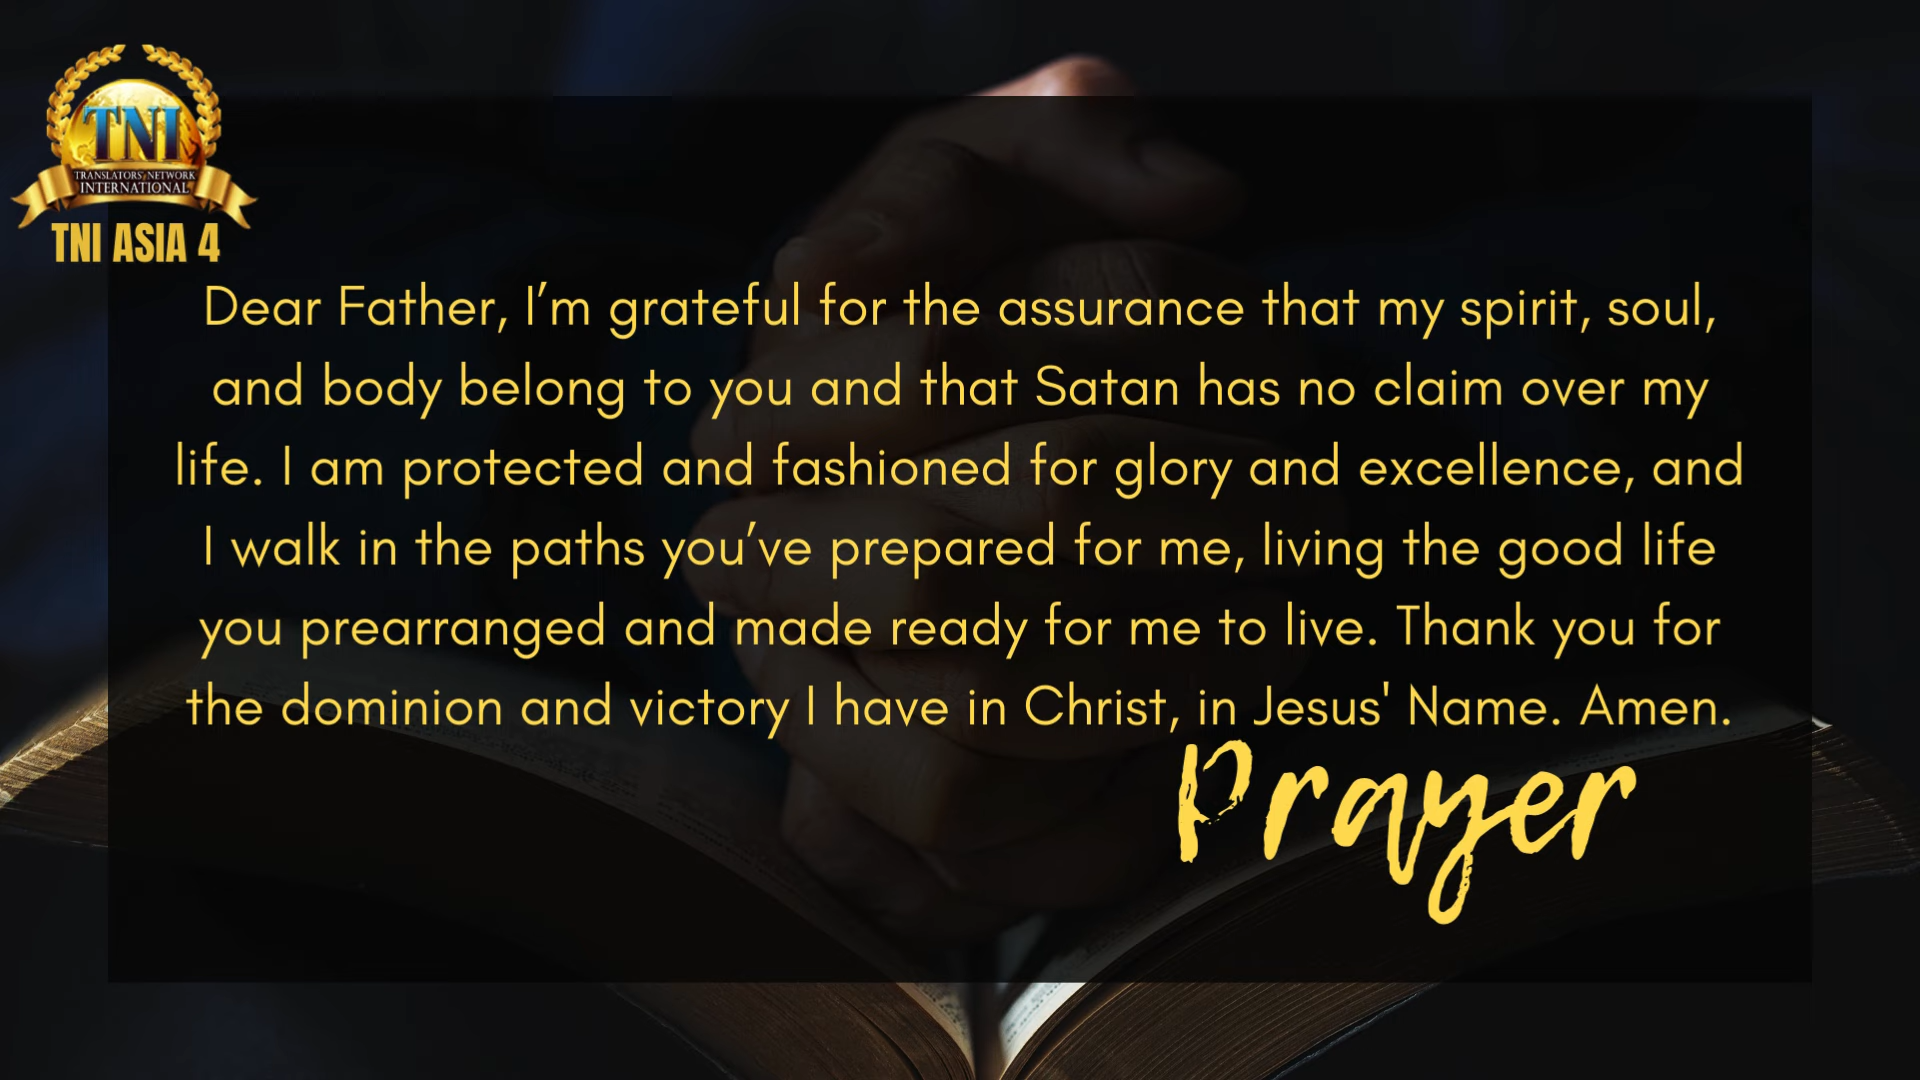 TNI
TRANSLATORS' NETWORK
INTERNATIONAL
TNI ASIA 4
Dear Father, I’m grateful for the assurance that my spirit, soul,
and body belong to you and that Satan has no claim over my
life. I am protected and fashioned for glory and excellence, and
I walk in the paths you’ve prepared for me, living the good life
you prearranged and made ready for me to live. Thank you for
the dominion and victory I have in Christ, in Jesus' Name. Amen.
Prayer